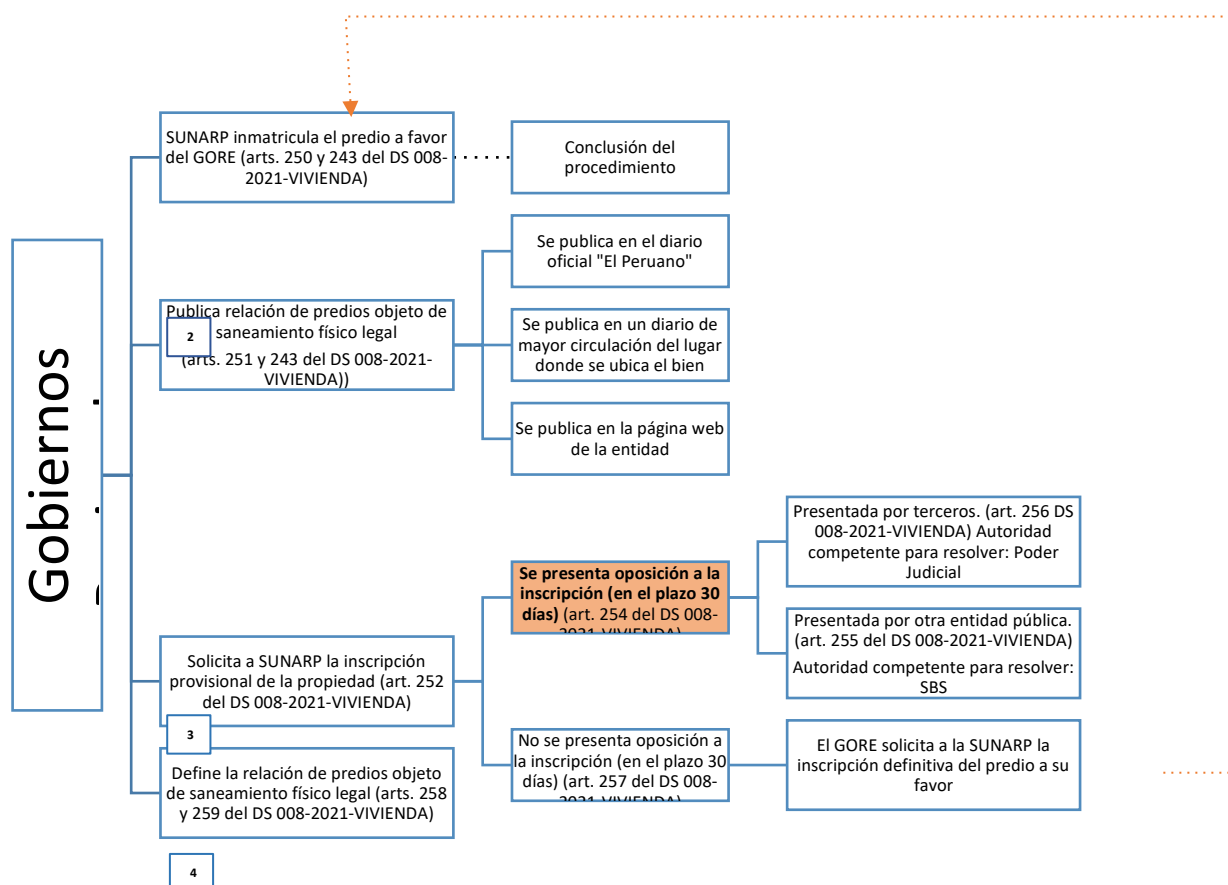 Gobiernos
SUNARP inmatricula el predio a favor
del GORE (arts. 250 y 243 del DS 008-
2021-VIVIENDA)
Conclusión del
procedimiento
Publica relación de predios objeto de
saneamiento físico legal
(arts. 251 y 243 del DS 008-2021-
VIVIENDA))
2
Se publica en el diario
oficial "El Peruano"
Se publica en un diario de
mayor circulación del lugar
donde se ubica el bien
Se publica en la página web
de la entidad
Solicita a SUNARP la inscripción
provisional de la propiedad (art. 252
del DS 008-2021-VIVIENDA)
3
Se presenta oposición a la
inscripción (en el plazo 30
días) (art. 254 del DS 008-
2021-VIVIENDA)
Presentada por terceros. (art. 256 DS
008-2021-VIVIENDA) Autoridad
competente para resolver: Poder
Judicial
Presentada por otra entidad pública.
(art. 255 del DS 008-2021-VIVIENDA)
Autoridad competente para resolver:
SBS
No se presenta oposición a
la inscripción (en el plazo 30
días) (art. 257 del DS 008-
2021-VIVIENDA)
El GORE solicita a la SUNARP la
inscripción definitiva del predio a su
favor
Define la relación de predios objeto
de saneamiento físico legal (arts. 258
y 259 del DS 008-2021-VIVIENDA)
4